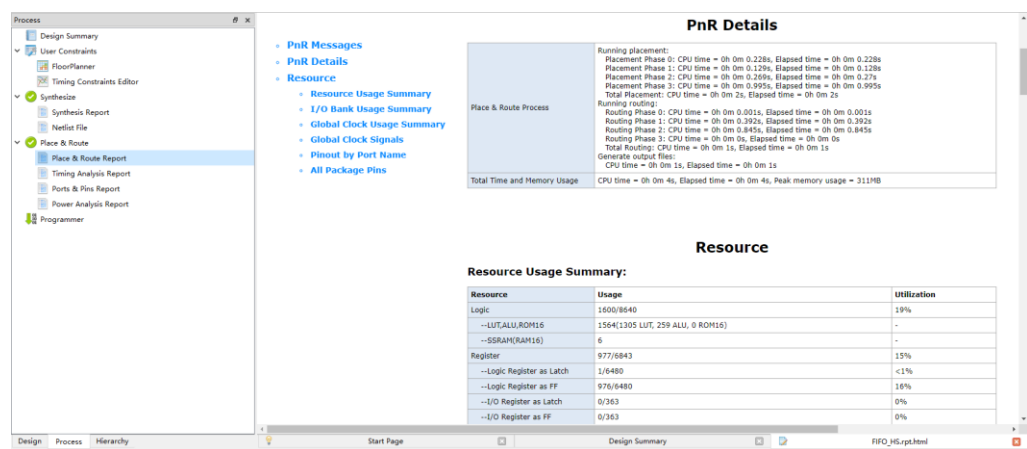 Process
Design Summary
User Constraints
FloorPlanner
Timing Constraints Editor
Synthesize
Synthesis Report
Netlist File
Place & Route
Place & Route Report
Timing Analysis Report
Ports & Pins Report
Power Analysis Report
Programmer
Design Process Hierarchy
PnR Messages
PnR Details
Resource
Resource Usage Summary
I/O Bank Usage Summary
Global Clock Usage Summary
Global Clock Signals
Pinout by Port Name
All Package Pins
PnR Details
Place & Route Process
Running placement:
Placement Phase 0: CPU time = 0h 0m 0.228s, Elapsed time = 0h 0m 0.228s
Placement Phase 1: CPU time = 0h 0m 0.129s, Elapsed time = 0h 0m 0.128s
Placement Phase 2: CPU time = 0h 0m 0.269s, Elapsed time = 0h 0m 0.27s
Placement Phase 3: CPU time = 0h 0m 0.995s, Elapsed time = 0h 0m 0.995s
Total Placement: CPU time = 0h 0m 2s, Elapsed time = 0h 0m 2s
Running routing:
Routing Phase 0: CPU time = 0h 0m 0.001s, Elapsed time = 0h 0m 0.001s
Routing Phase 1: CPU time = 0h 0m 0.392s, Elapsed time = 0h 0m 0.392s
Routing Phase 2: CPU time = 0h 0m 0.845s, Elapsed time = 0h 0m 0.845s
Routing Phase 3: CPU time = 0h 0m 0s, Elapsed time = 0h 0m 0s
Total Routing: CPU time = 0h 0m 1s, Elapsed time = 0h 0m 1s
Generate output files:
CPU time = 0h 0m 1s, Elapsed time = 0h 0m 1s
Total Time and Memory Usage CPU time = 0h 0m 4s, Elapsed time = 0h 0m 4s, Peak memory usage = 311MB
Resource
Resource Usage Summary:
Resource Usage Utilization
Logic 1600/8640 19%
--LUT,ALU,ROM16 1564(1305 LUT, 259 ALU, 0 ROM16) -
--SSRAM(RAM16) 6 -
Register 977/6843 15%
--Logic Register as Latch 1/6480 <1%
--Logic Register as FF 976/6480 16%
--I/O Register as Latch 0/363 0%
--I/O Register as FF 0/363 0%
Start Page Design Summary FIFO_HS.rpt.html